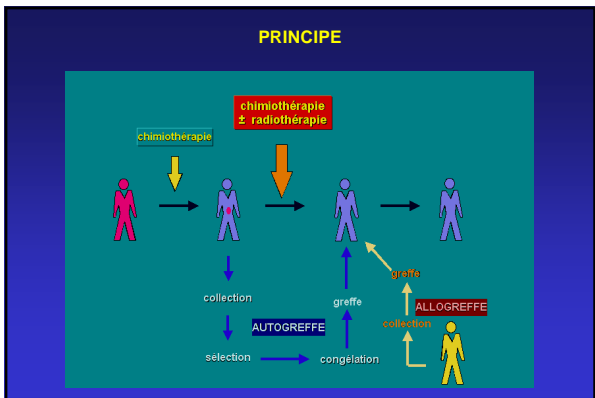 PRINCIPE
chimiothérapie
± radiothérapie
chimiothérapie
collection
AUTOGREFFE
sélection
congélation
greffe
greffe
ALLOGREFFE
collection